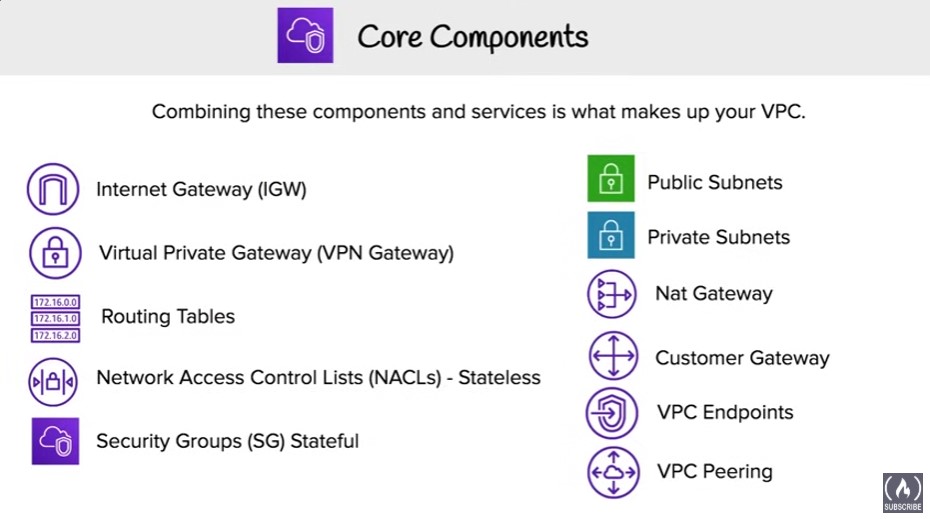 Core Components
Combining these components and services is what makes up your VPC.
Internet Gateway (IGW)
Virtual Private Gateway (VPN Gateway)
172.16.0.0
172.16.1.0
172.16.2.0
Routing Tables
Network Access Control Lists (NACLs) - Stateless
Security Groups (SG) Stateful
Public Subnets
Private Subnets
Nat Gateway
Customer Gateway
VPC Endpoints
VPC Peering
SUBSCRIBE